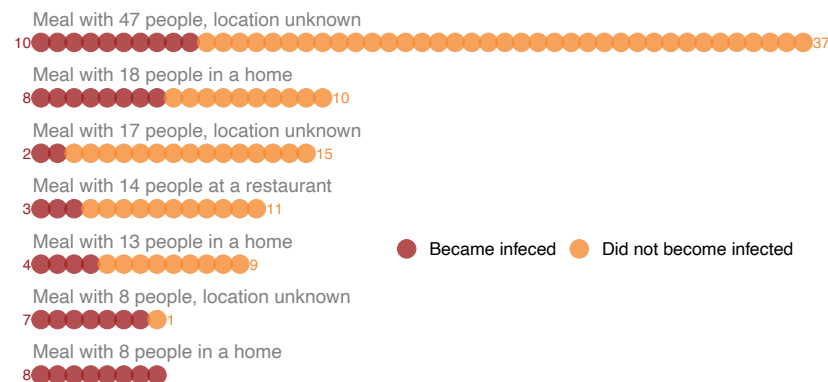 Meal with 47 people, location unknown
10 37
Meal with 18 people in a home
8 10
Meal with 17 people, location unknown
2 15
Meal with 14 people at a restaurant
3 11
Meal with 13 people in a home
4 9
Became infeced Did not become infected
Meal with 8 people, location unknown
7 1
Meal with 8 people in a home
8